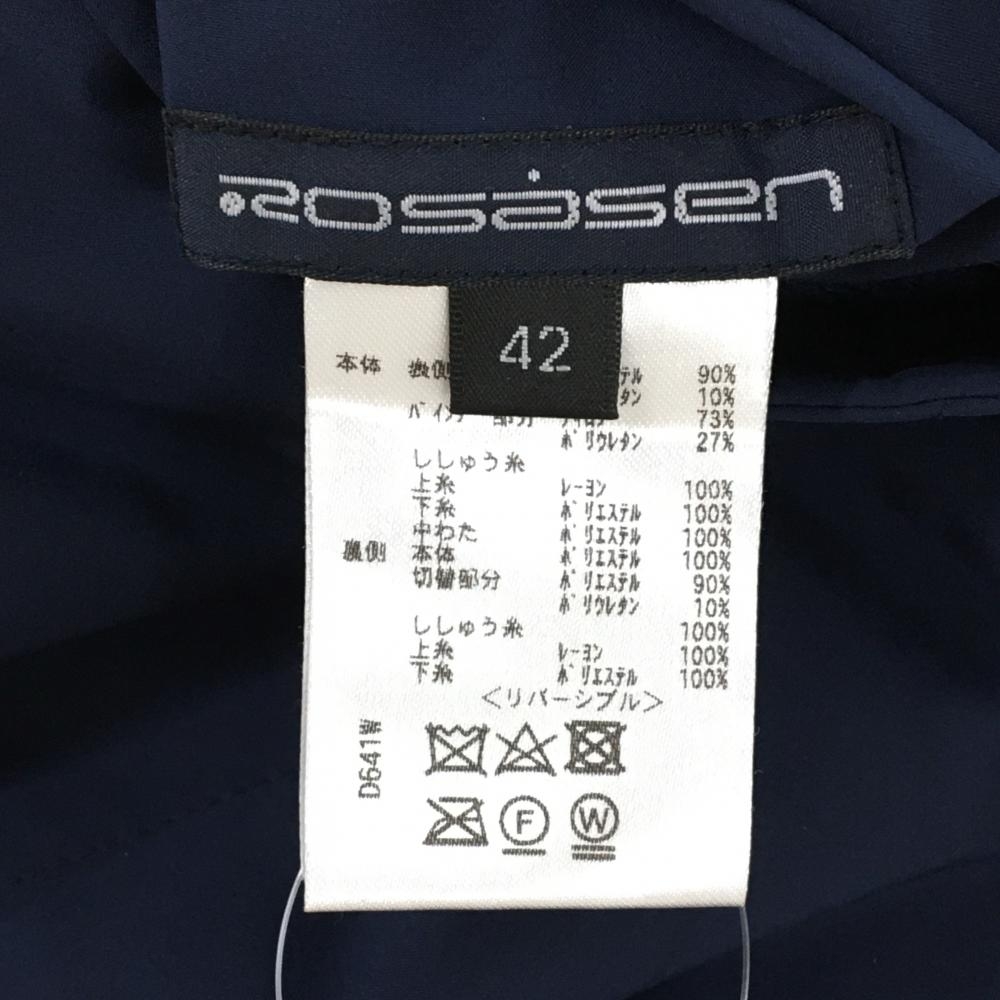 ROSASEN
42
本体 90%
10%
部分 73%
ポリウレタン 27%
ししゅう糸
上糸 レーヨン 100%
下糸 ポリエステル 100%
中わた ポリエステル 100%
裏側 本体 ポリエステル 100%
切替部分 ポリエステル 90%
ポリウレタン 10%
ししゅう糸 100%
上糸 レーヨン 100%
下糸 ポリエステル 100%
<リバーシブル>
D641W
F W